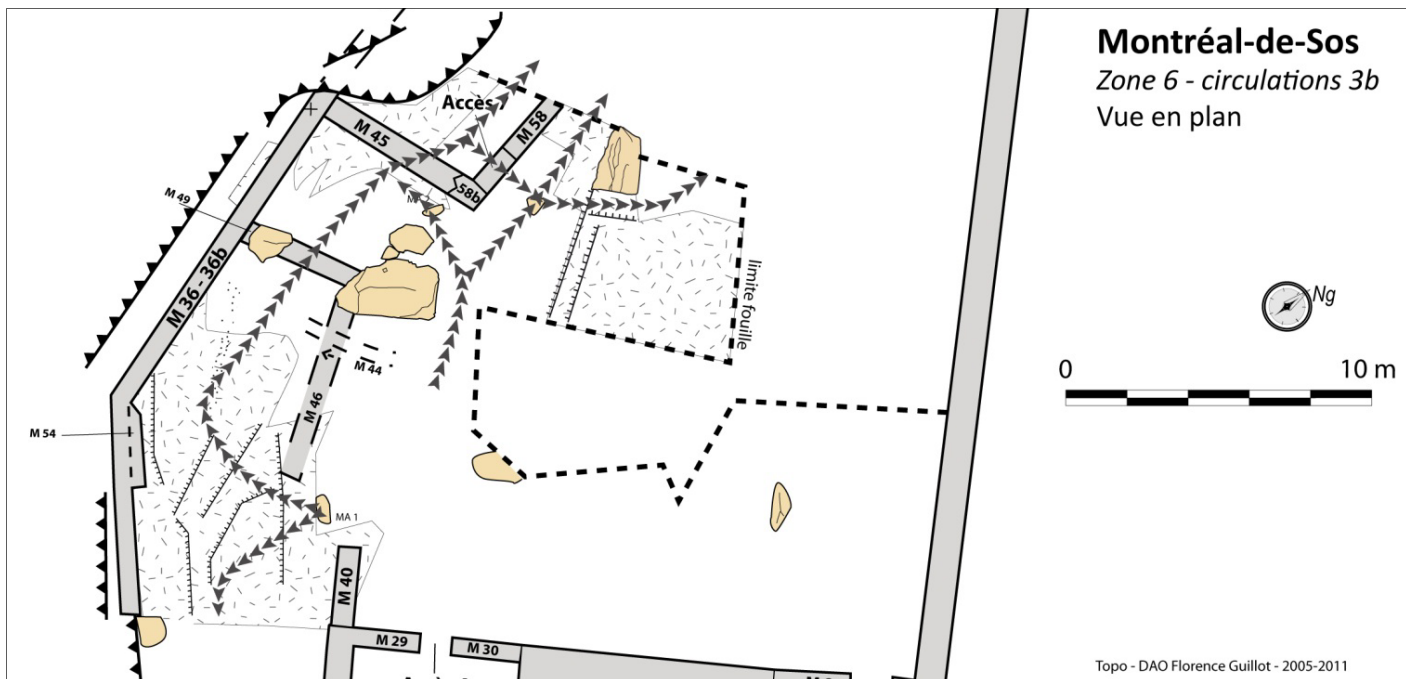 Montréal-de-Sos
Zone 6 - circulations 3b
Vue en plan
Accès
M 45
M 58
58b
M 49
M 36 - 36b
limite fouille
Ng
M 44
0
10 m
M 46
M 54
MA 1
M 40
M 29
M 30
Topo - DAO Florence Guillot - 2005-2011